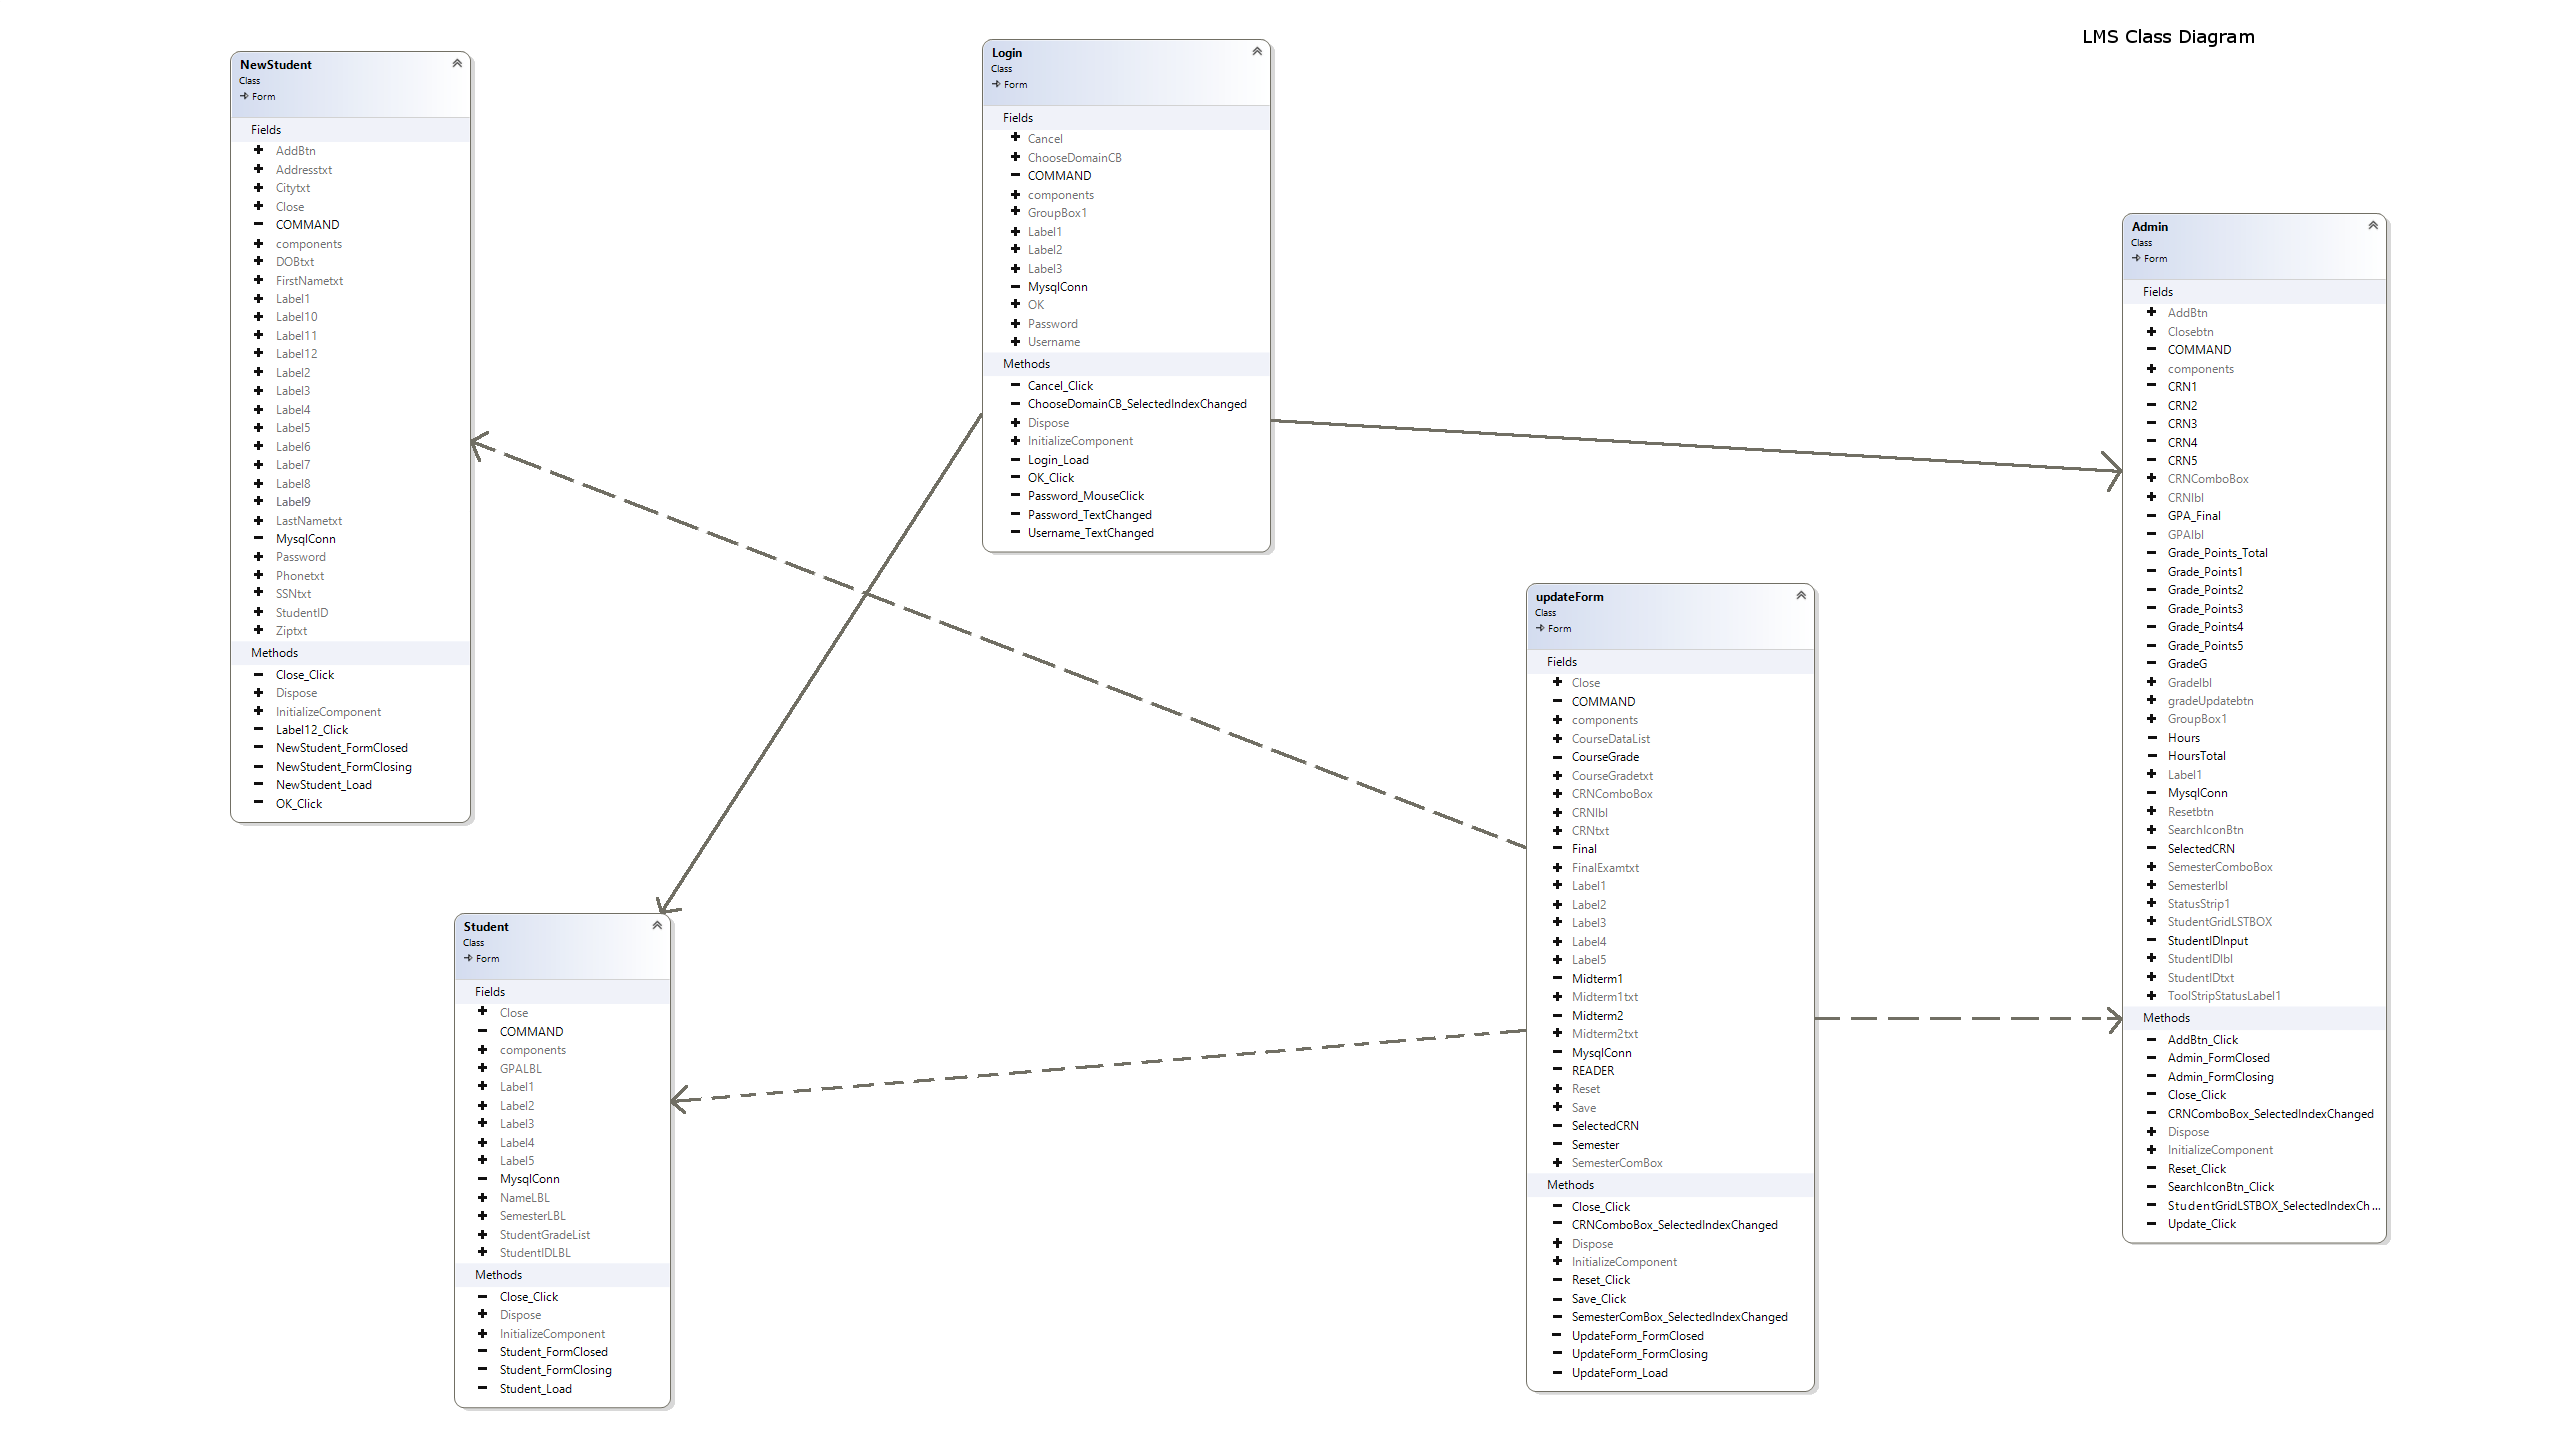 LMS Class Diagram
NewStudent
Class
Form
Fields
AddBtn
Addresstxt
Citytxt
Close
COMMAND
components
DOBtxt
FirstNametxt
Label1
Label10
Label11
Label12
Label2
Label3
Label4
Label5
Label6
Label7
Label8
Label9
LastNametxt
MysqlConn
Password
Phonetxt
SSNtxt
StudentID
Ziptxt
Methods
Close_Click
Dispose
InitializeComponent
Label12_Click
NewStudent_FormClosed
NewStudent_FormClosing
NewStudent_Load
OK_Click
Login
Class
Form
Fields
Cancel
ChooseDomainCB
COMMAND
components
GroupBox1
Label1
Label2
Label3
MysqlConn
OK
Password
Username
Methods
Cancel_Click
ChooseDomainCB_SelectedIndexChanged
Dispose
InitializeComponent
Login_Load
OK_Click
Password_MouseClick
Password_TextChanged
Username_TextChanged
Student
Class
Form
Fields
Close
COMMAND
components
GPALBL
Label1
Label2
Label3
Label4
Label5
MysqlConn
NameLBL
SemesterLBL
StudentGradeList
StudentIDLBL
Methods
Close_Click
Dispose
InitializeComponent
Student_FormClosed
Student_FormClosing
Student_Load
updateForm
Class
Form
Fields
Close
COMMAND
components
CourseDataList
CourseGrade
CourseGradetxt
CRNComboBox
CRNlbl
CRNtxt
Final
FinalExamtxt
Label1
Label2
Label3
Label4
Label5
Midterm1
Midterm1txt
Midterm2
Midterm2txt
MysqlConn
READER
Reset
Save
SelectedCRN
Semester
SemesterComBox
Methods
Close_Click
CRNComboBox_SelectedIndexChanged
Dispose
InitializeComponent
Reset_Click
Save_Click
SemesterComBox_SelectedIndexChanged
UpdateForm_FormClosed
UpdateForm_FormClosing
UpdateForm_Load
Admin
Class
Form
Fields
AddBtn
Closebtn
COMMAND
components
CRN1
CRN2
CRN3
CRN4
CRN5
CRNComboBox
CRNlbl
GPA_Final
GPAlbl
Grade_Points_Total
Grade_Points1
Grade_Points2
Grade_Points3
Grade_Points4
Grade_Points5
GradeG
Gradelbl
gradeUpdatebtn
GroupBox1
Hours
HoursTotal
Label1
MysqlConn
Resetbtn
SearchIconBtn
SelectedCRN
SemesterComboBox
Semesterlbl
StatusStrip1
StudentGridLSTBOX
StudentIDInput
StudentIDlbl
StudentIDtxt
ToolStripStatusLabel1
Methods
AddBtn_Click
Admin_FormClosed
Admin_FormClosing
Close_Click
CRNComboBox_SelectedIndexChanged
Dispose
InitializeComponent
Reset_Click
SearchIconBtn_Click
StudentGridLSTBOX_SelectedIndexCh...
Update_Click